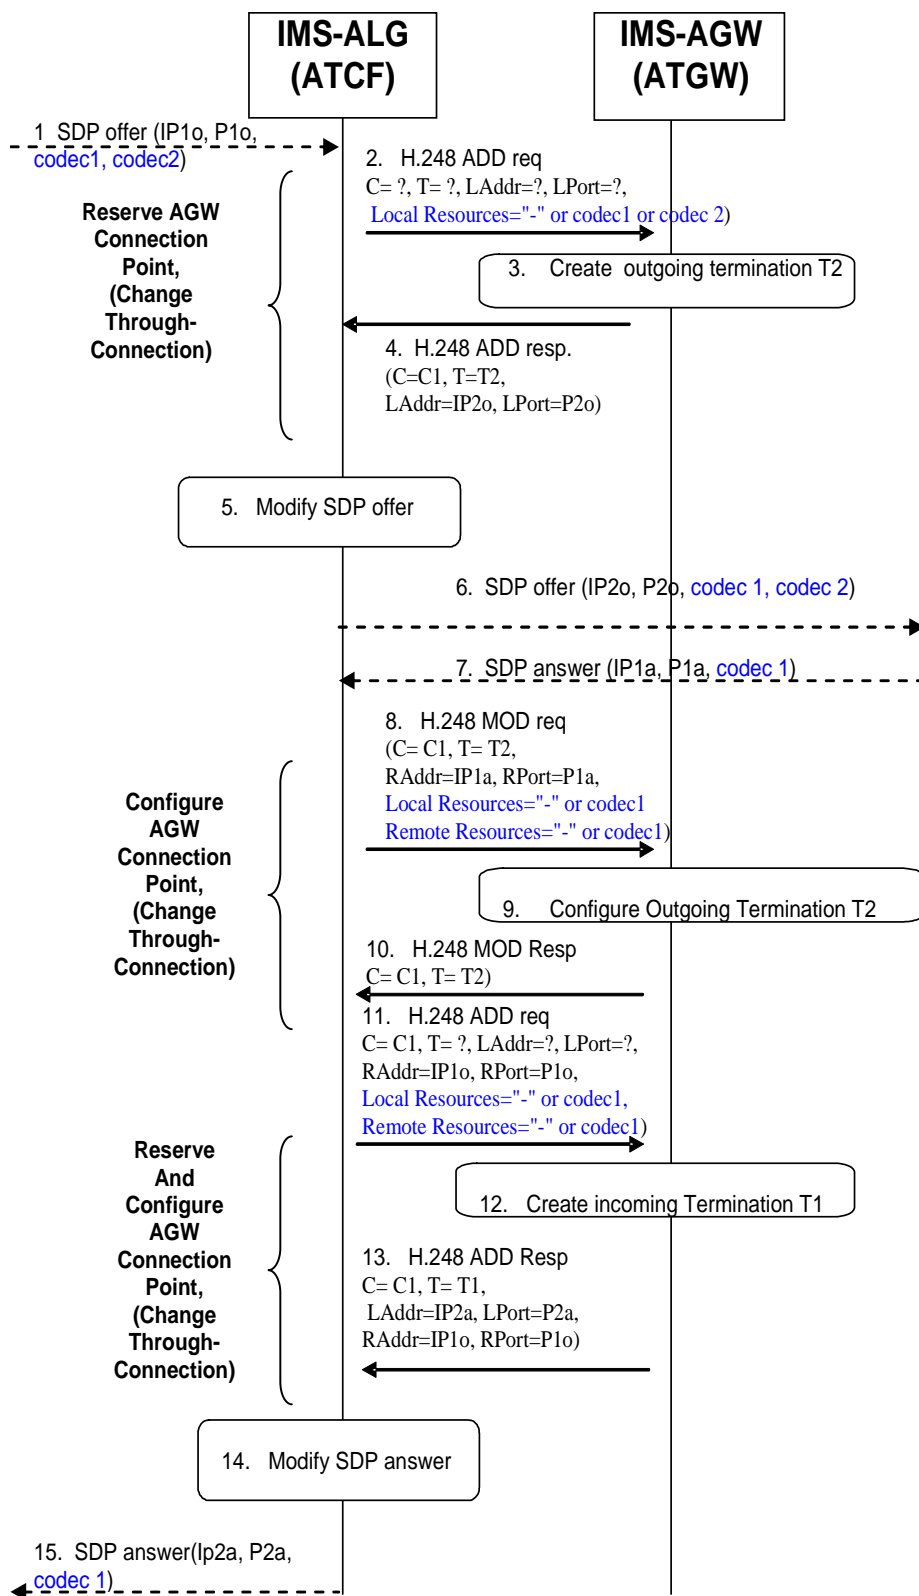 IMS-ALG
(ATCF)
IMS-AGW
(ATGW)
1 SDP offer (IP1o, P1o,
codec1, codec2)
2. H.248 ADD req
C= ?, T= ?, LAddr=?, LPort=?,
Local Resources="-" or codec1 or codec 2)
Reserve AGW
Connection
Point,
(Change
Through-
Connection)
3. Create outgoing termination T2
4. H.248 ADD resp.
(C=C1, T=T2,
LAddr=IP2o, LPort=P2o)
5. Modify SDP offer
6. SDP offer (IP2o, P2o, codec 1, codec 2)
7. SDP answer (IP1a, P1a, codec 1)
8. H.248 MOD req
(C= C1, T= T2,
RAddr=IP1a, RPort=P1a,
Local Resources="-" or codec1
Remote Resources="-" or codec1)
Configure
AGW
Connection
Point,
(Change
Through-
Connection)
9. Configure Outgoing Termination T2
10. H.248 MOD Resp
C= C1, T= T2)
11. H.248 ADD req
C= C1, T= ?, LAddr=?, LPort=?,
RAddr=IP1o, RPort=P1o,
Local Resources="-" or codec1,
Remote Resources="-" or codec1)
Reserve
And
Configure
AGW
Connection
Point,
(Change
Through-
Connection)
12. Create incoming Termination T1
13. H.248 ADD Resp
C= C1, T= T1,
LAddr=IP2a, LPort=P2a,
RAddr=IP1o, RPort=P1o)
14. Modify SDP answer
15. SDP answer(Ip2a, P2a,
codec 1)